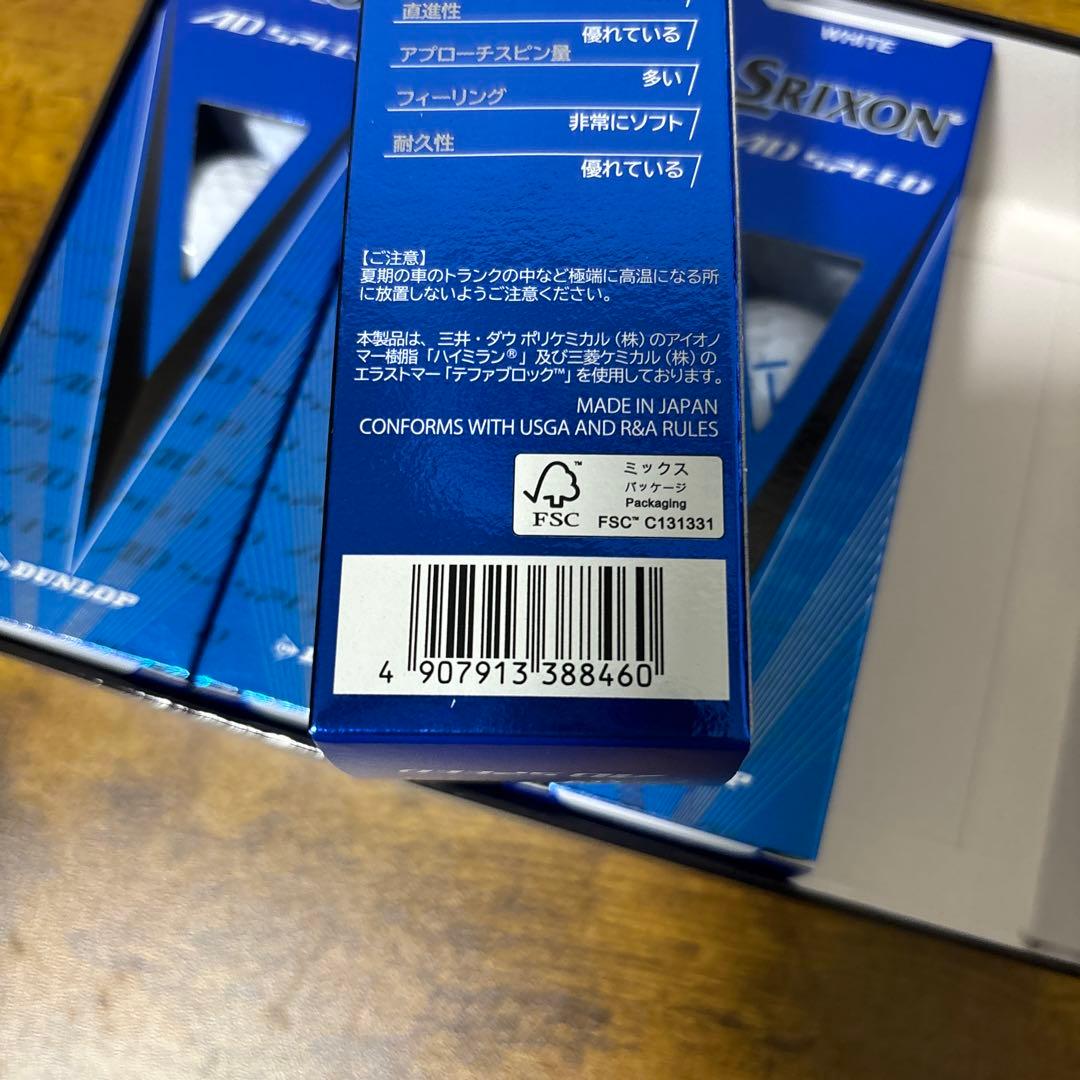 AD SPEED
直進性
優れている
アプローチスピン量
多い
フィーリング
非常にソフト
耐久性
優れている
【ご注意】
夏期の車のトランクの中など極端に高温になる所
に放置しないようご注意ください。
本製品は、三井・ダウ ポリケミカル (株) のアイオノ
マー樹脂「ハイミラン®」及び三菱ケミカル (株) の
エラストマー「テファブロック™」を使用しております。
MADE IN JAPAN
CONFORMS WITH USGA AND R&A RULES
FSC™
ミックス
パッケージ
Packaging
FSC™ C131331
4 907913 388460
WHITE
SRIXON®
AD SPEED
DUNLOP